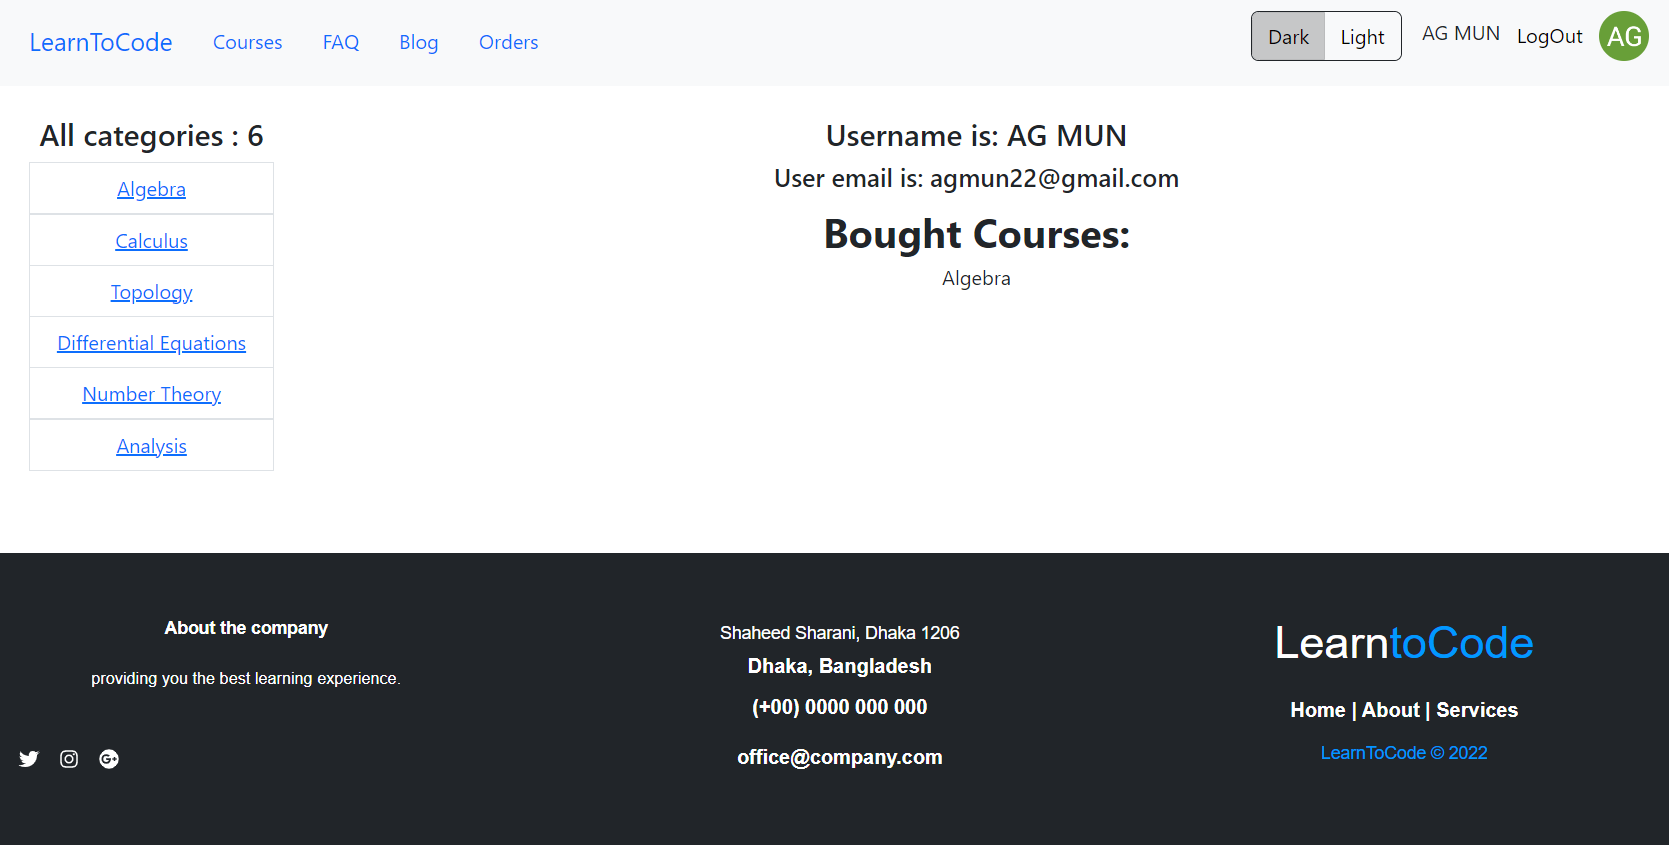 LearnToCode Courses FAQ Blog Orders Dark Light AG MUN LogOut AG
All categories : 6
Algebra
Calculus
Topology
Differential Equations
Number Theory
Analysis
Username is: AG MUN
User email is: agmun22@gmail.com
Bought Courses:
Algebra
About the company
providing you the best learning experience.
G+
Shaheed Sharani, Dhaka 1206
Dhaka, Bangladesh
(+00) 0000 000 000
office@company.com
LearntoCode
Home | About | Services
LearnToCode © 2022